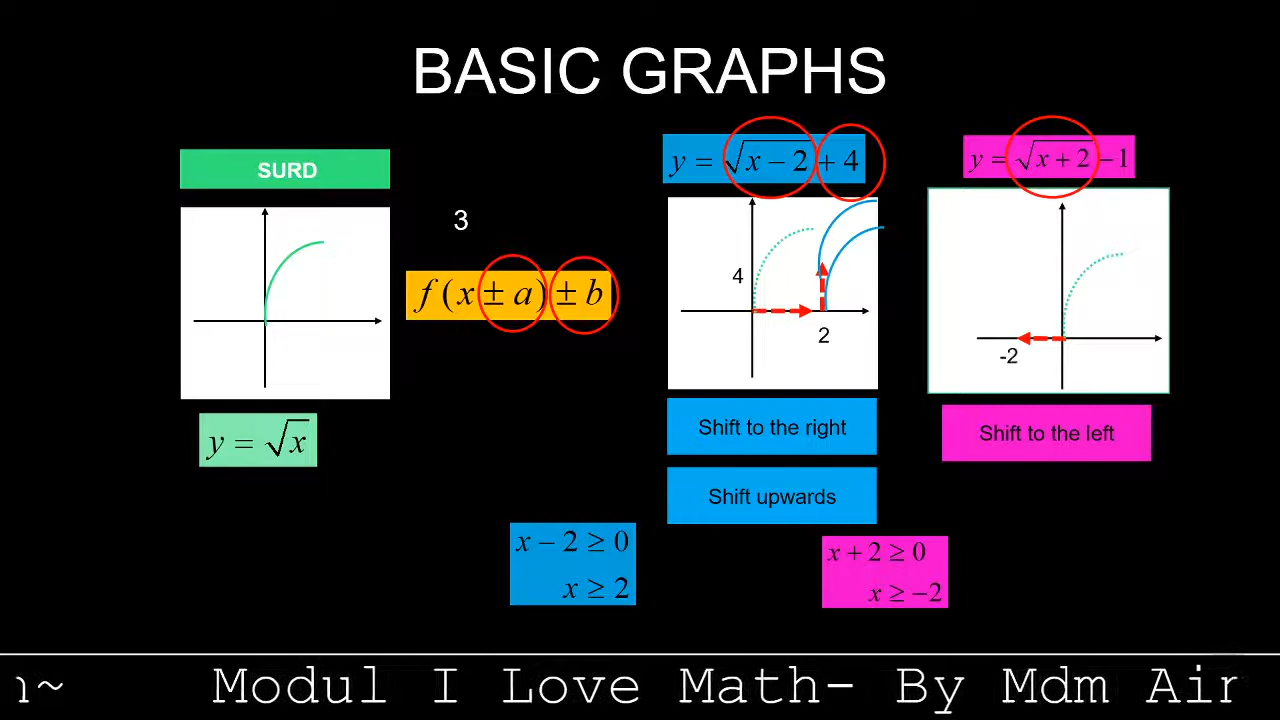 BASIC GRAPHS
SURD
y = √x
3
f(x ± a) ± b
y = √(x − 2) + 4
4
2
Shift to the right
Shift upwards
x − 2 ≥ 0
x ≥ 2
y = √(x + 2) − 1
-2
Shift to the left
x + 2 ≥ 0
x ≥ −2
~ Modul I Love Math- By Mdm Air